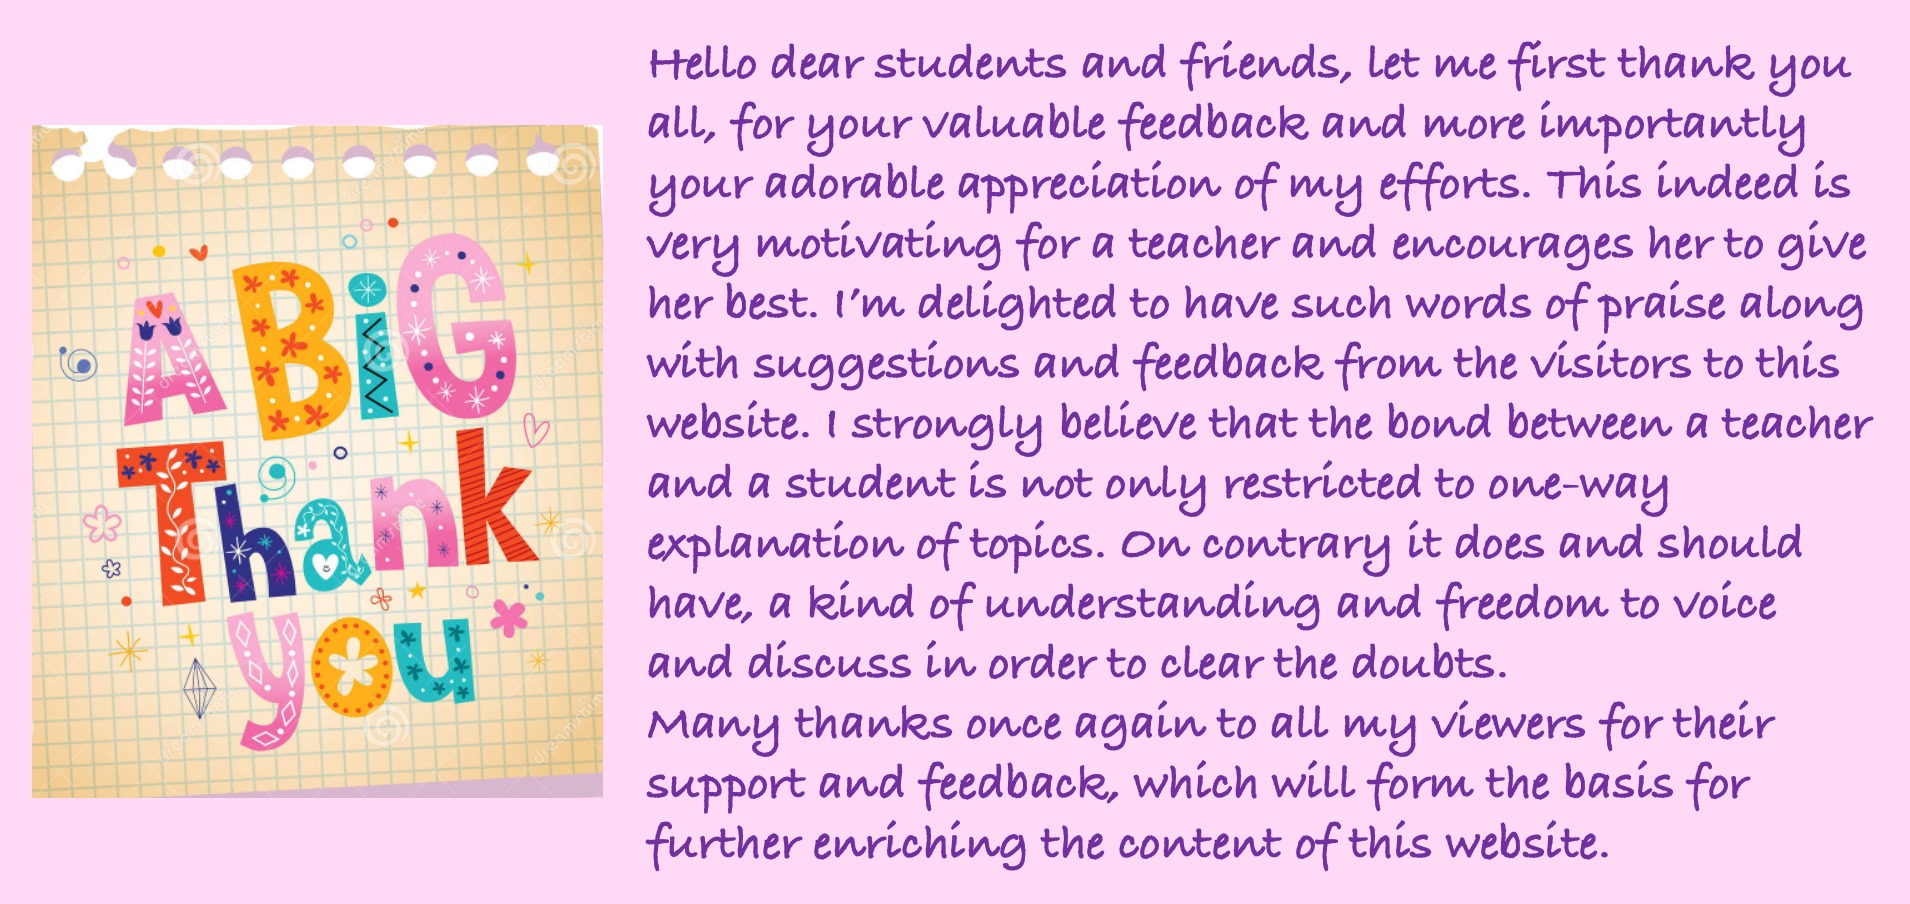 A BiG
Thank
you
Hello dear students and friends, let me first thank you
all, for your valuable feedback and more importantly
your adorable appreciation of my efforts. This indeed is
very motivating for a teacher and encourages her to give
her best. I'm delighted to have such words of praise along
with suggestions and feedback from the visitors to this
website. I strongly believe that the bond between a teacher
and a student is not only restricted to one-way
explanation of topics. On contrary it does and should
have, a kind of understanding and freedom to voice
and discuss in order to clear the doubts.
Many thanks once again to all my viewers for their
support and feedback, which will form the basis for
further enriching the content of this website.